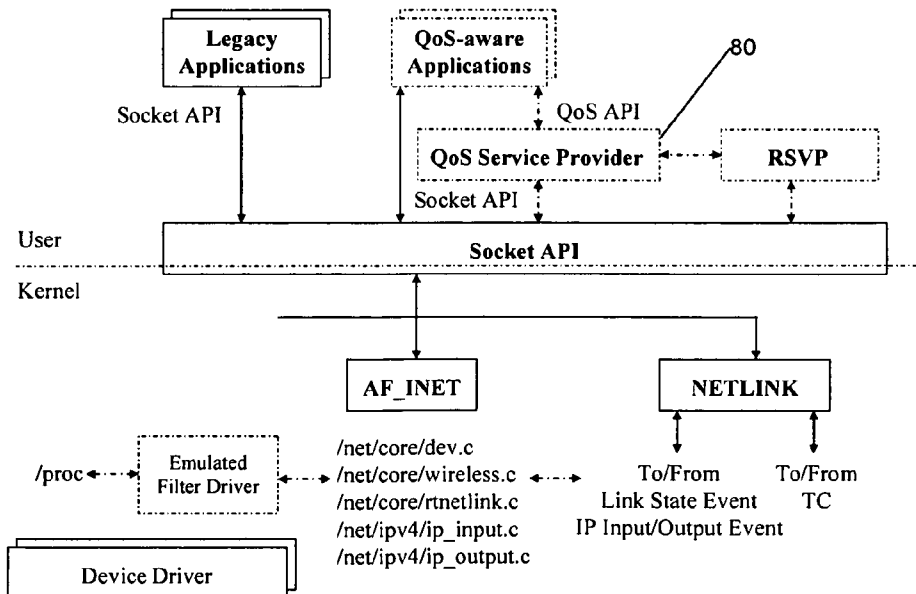 Legacy
Applications
QoS-aware
Applications
80
Socket API
QoS API
QoS Service Provider
RSVP
Socket API
User
Socket API
Kernel
AF_INET
NETLINK
/proc
Emulated
Filter Driver
/net/core/dev.c
/net/core/wireless.c
/net/core/rtnetlink.c
/net/ipv4/ip_input.c
/net/ipv4/ip_output.c
To/From
Link State Event
IP Input/Output Event
To/From
TC
Device Driver